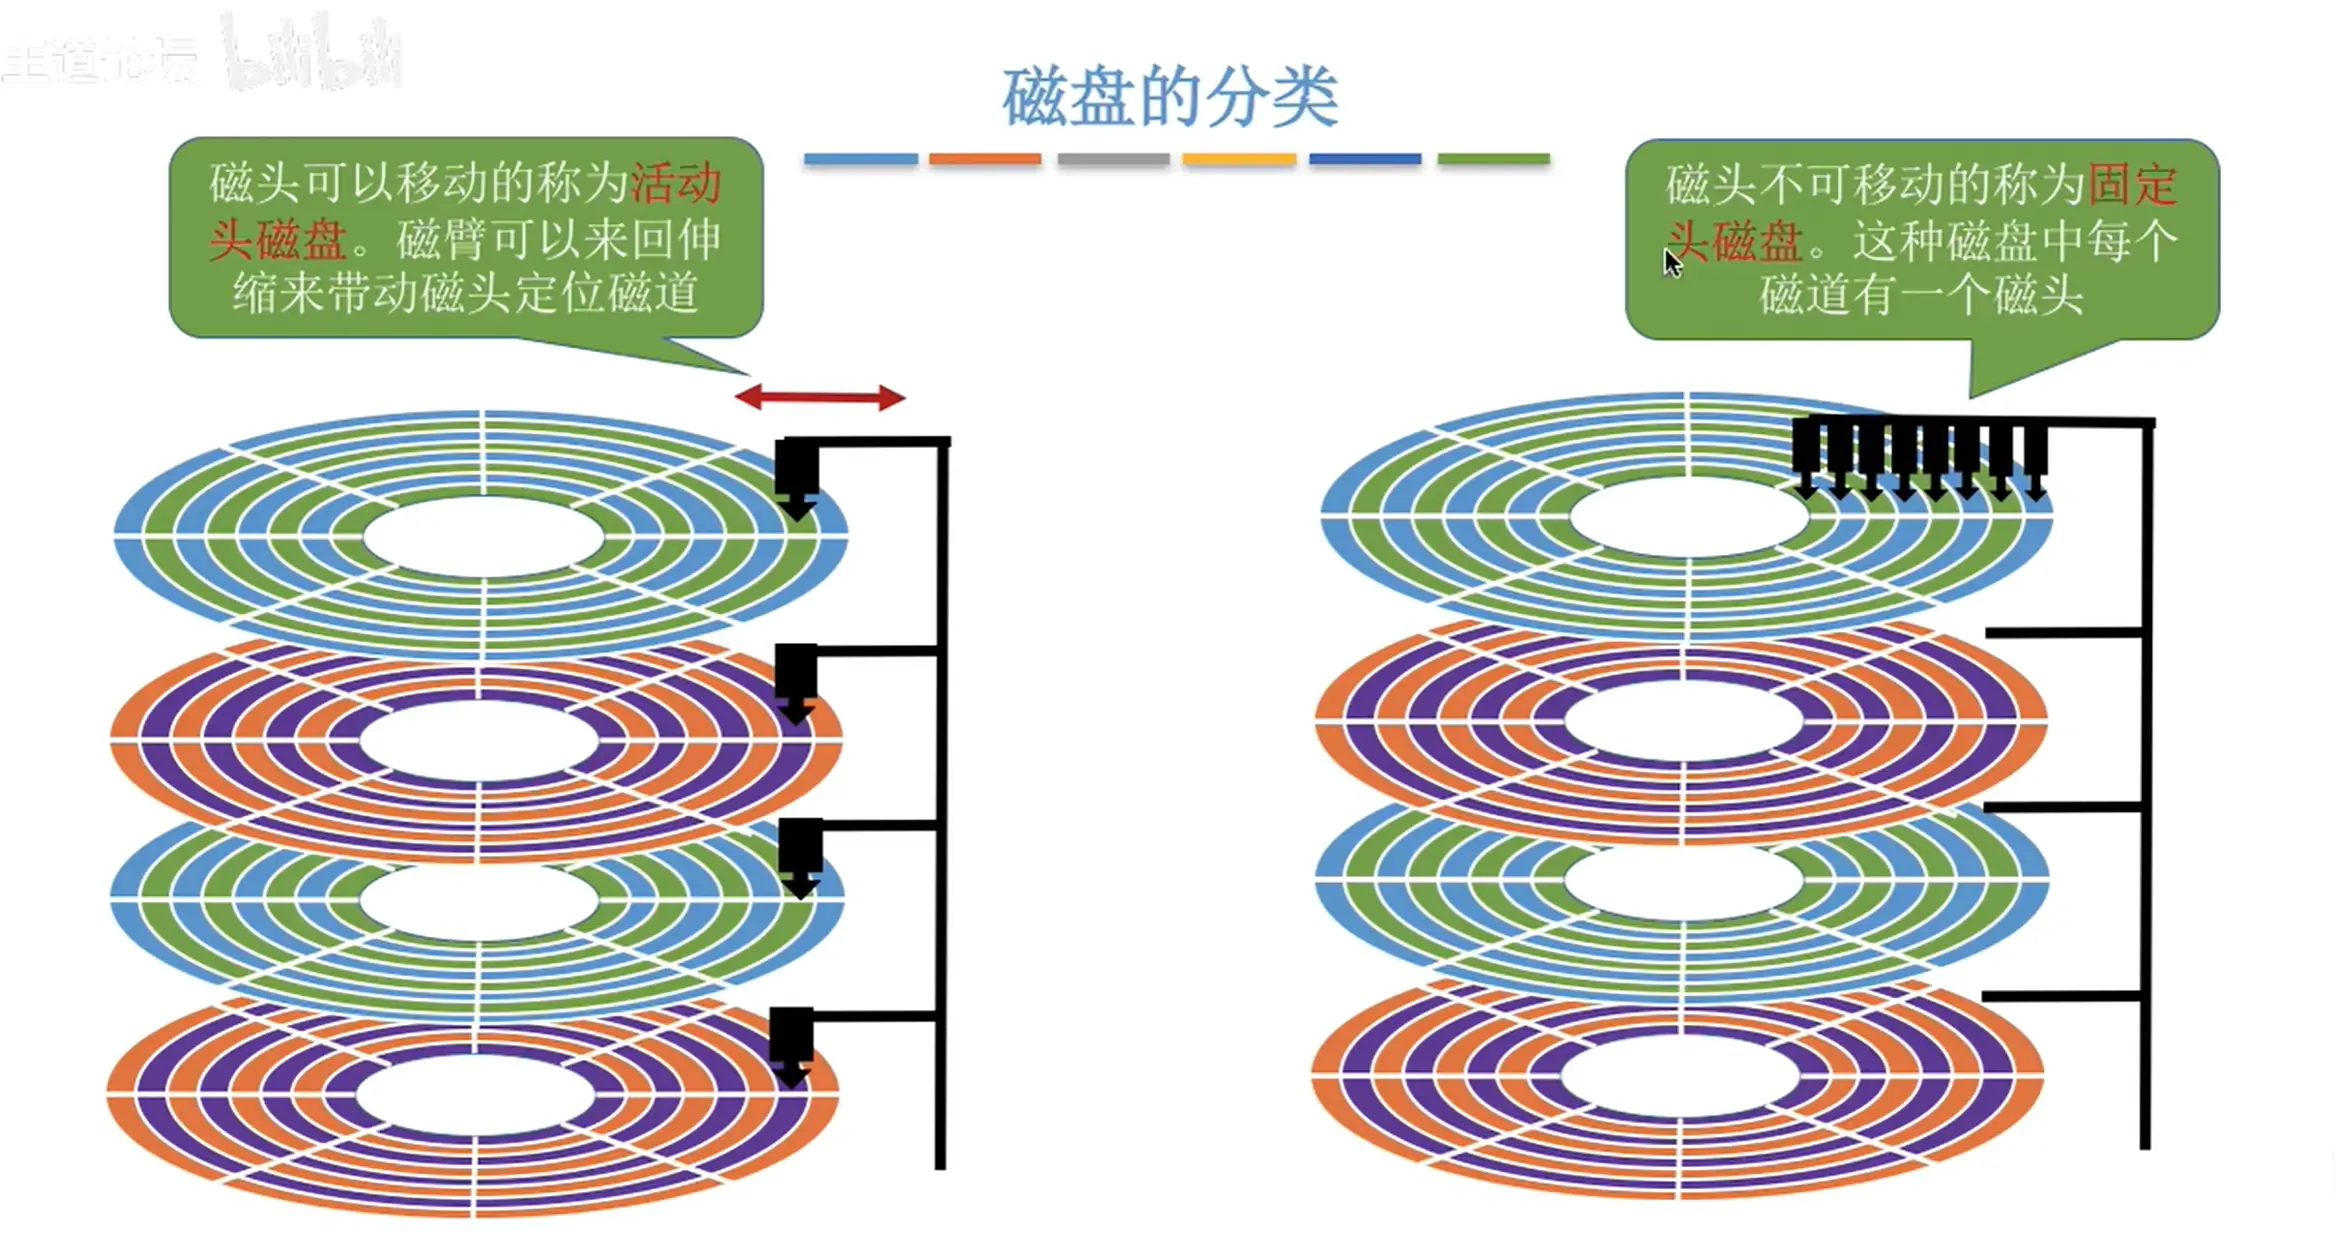 王道论坛 bilibili
磁盘的分类
磁头可以移动的称为活动
头磁盘。磁臂可以来回伸
缩来带动磁头定位磁道
磁头不可移动的称为固定
头磁盘。这种磁盘中每个
磁道有一个磁头